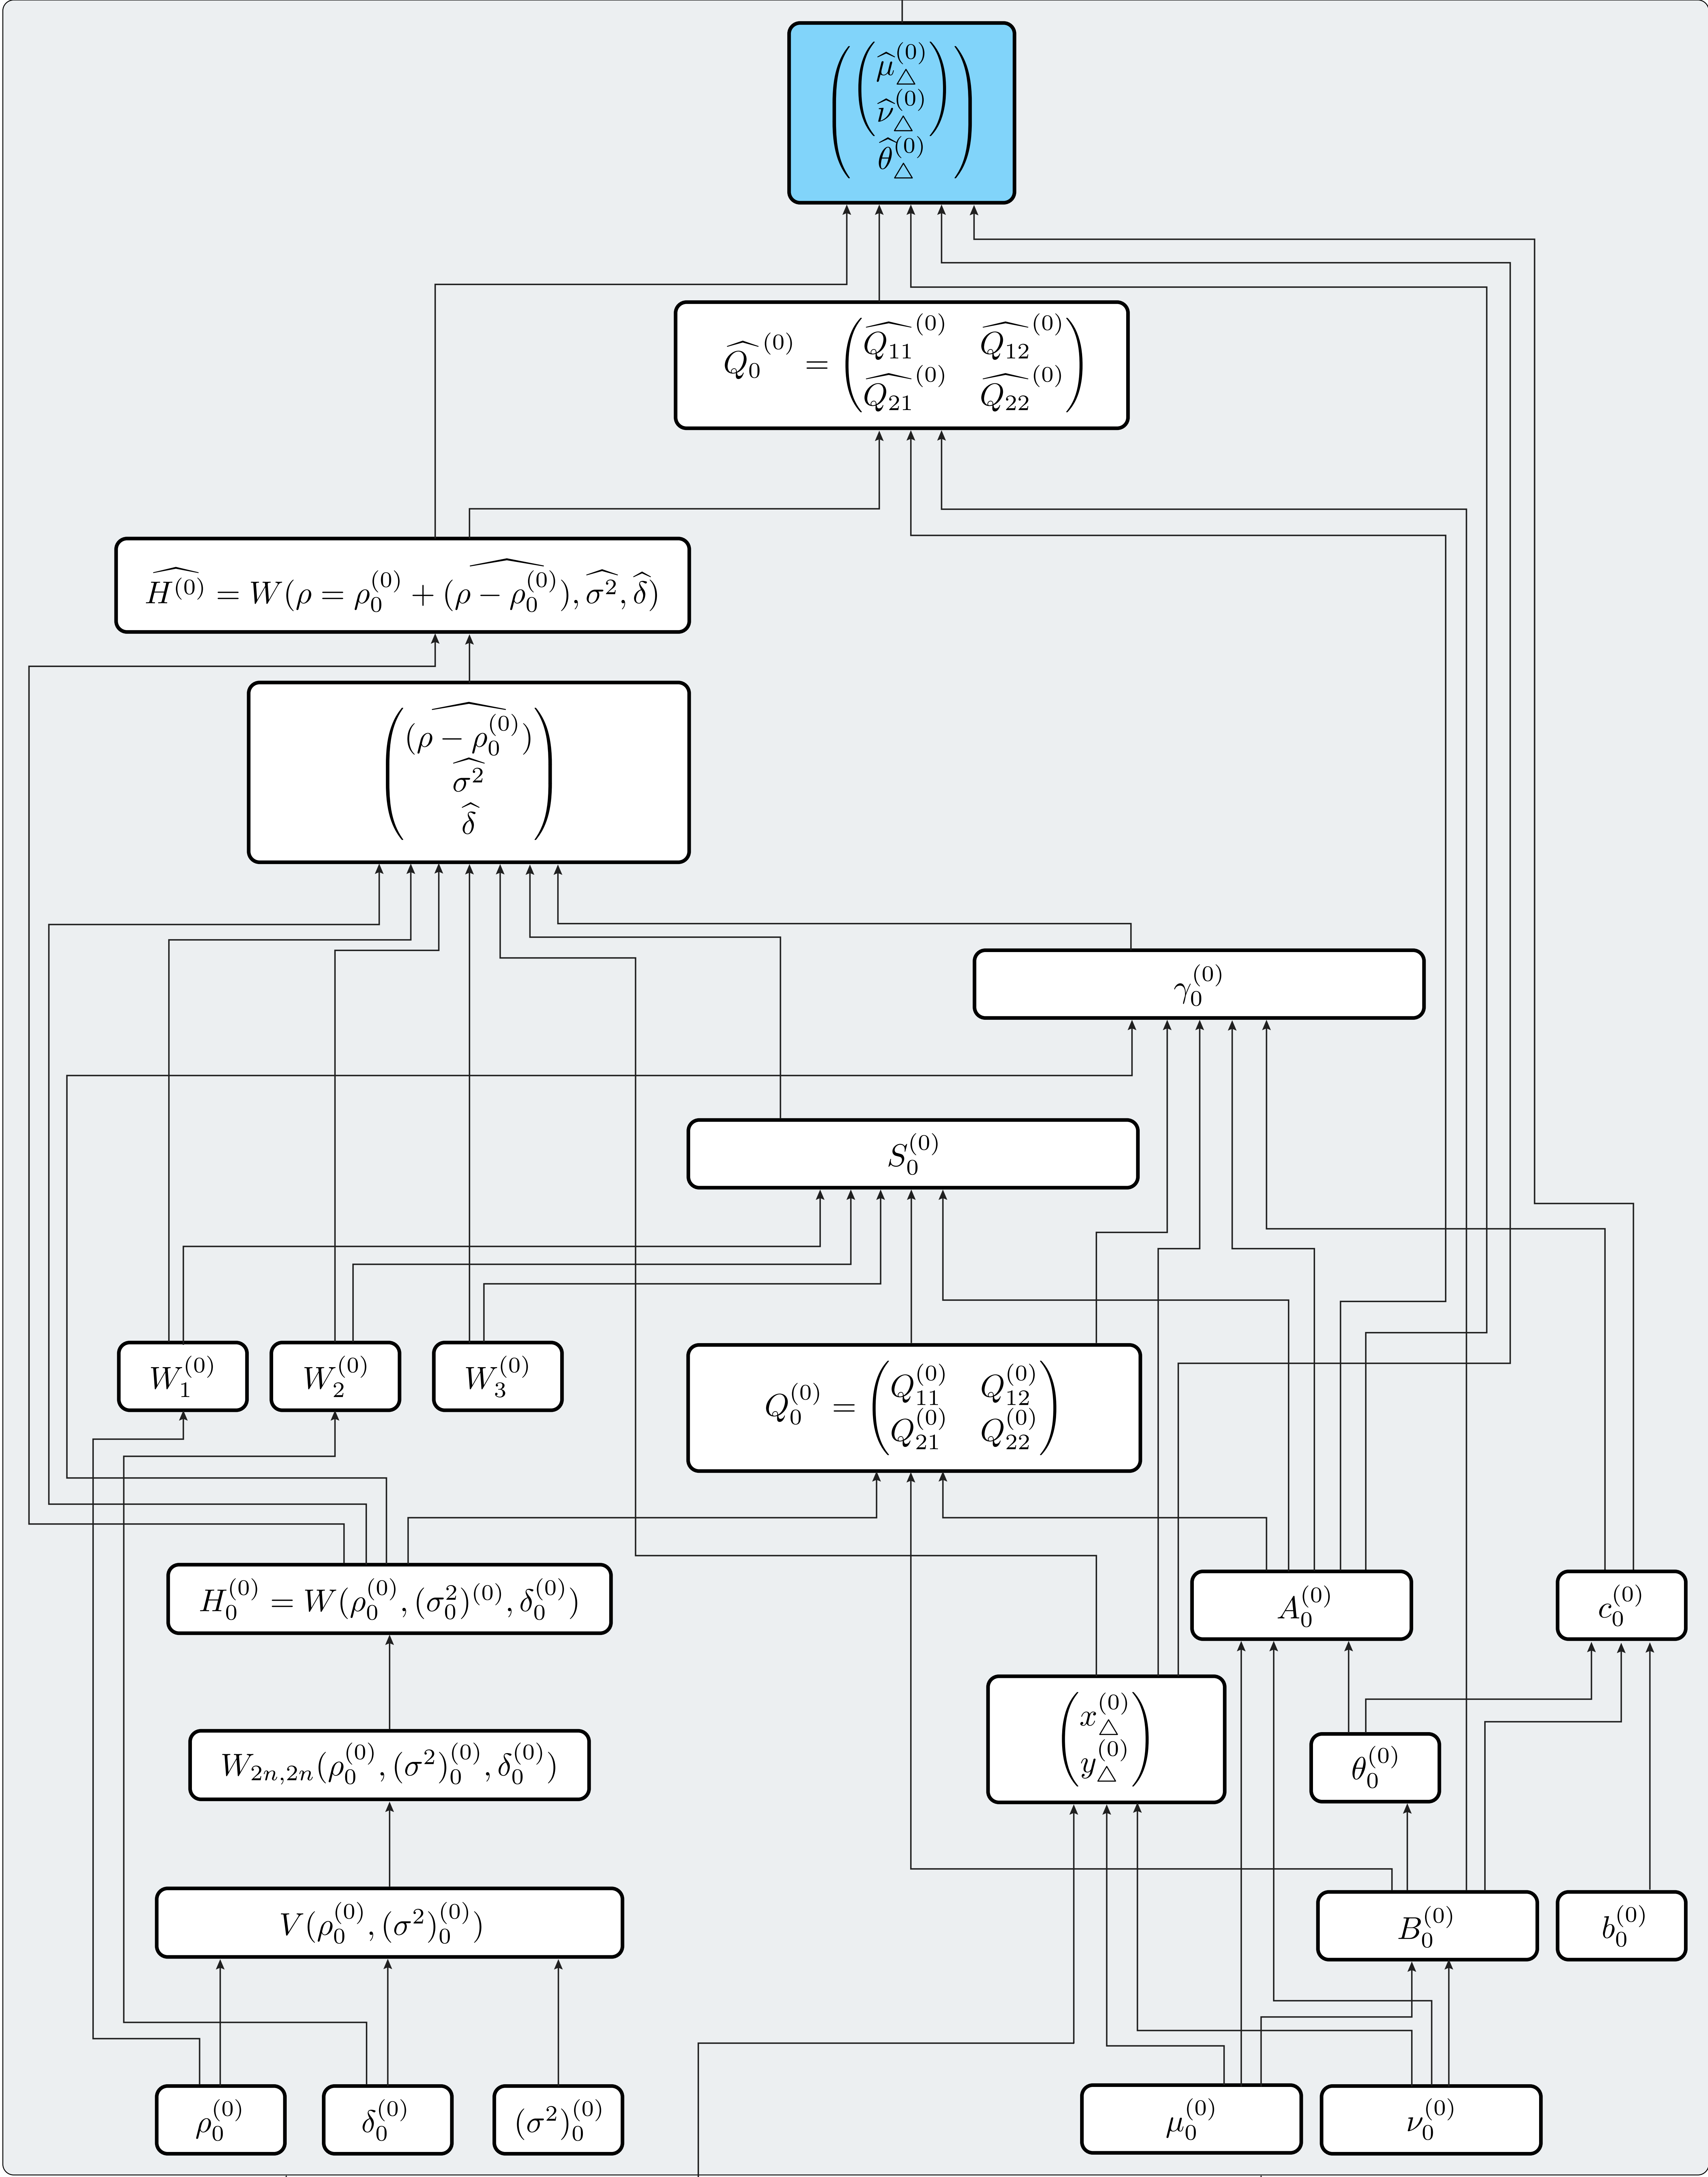 \left( \begin{pmatrix} \widehat{\mu}_{\triangle}^{(0)} \\ \widehat{\nu}_{\triangle}^{(0)} \end{pmatrix} \\ \widehat{\theta}_{\triangle}^{(0)} \right)
\widehat{Q_0}^{(0)} = \begin{pmatrix} \widehat{Q_{11}}^{(0)} & \widehat{Q_{12}}^{(0)} \\ \widehat{Q_{21}}^{(0)} & \widehat{Q_{22}}^{(0)} \end{pmatrix}
\widehat{H^{(0)}} = W(\rho = \rho_0^{(0)} + \widehat{(\rho - \rho_0^{(0)})}, \widehat{\sigma^2}, \widehat{\delta})
\begin{pmatrix} \widehat{(\rho - \rho_0^{(0)})} \\ \widehat{\sigma^2} \\ \widehat{\delta} \end{pmatrix}
\gamma_0^{(0)}
S_0^{(0)}
W_1^{(0)} W_2^{(0)} W_3^{(0)}
Q_0^{(0)} = \begin{pmatrix} Q_{11}^{(0)} & Q_{12}^{(0)} \\ Q_{21}^{(0)} & Q_{22}^{(0)} \end{pmatrix}
H_0^{(0)} = W(\rho_0^{(0)}, (\sigma_0^2)^{(0)}, \delta_0^{(0)})
A_0^{(0)}
c_0^{(0)}
\begin{pmatrix} x_{\triangle}^{(0)} \\ y_{\triangle}^{(0)} \end{pmatrix}
W_{2n,2n}(\rho_0^{(0)}, (\sigma^2)_0^{(0)}, \delta_0^{(0)})
\theta_0^{(0)}
V(\rho_0^{(0)}, (\sigma^2)_0^{(0)})
B_0^{(0)}
b_0^{(0)}
\rho_0^{(0)} \delta_0^{(0)} (\sigma^2)_0^{(0)}
\mu_0^{(0)} \nu_0^{(0)}